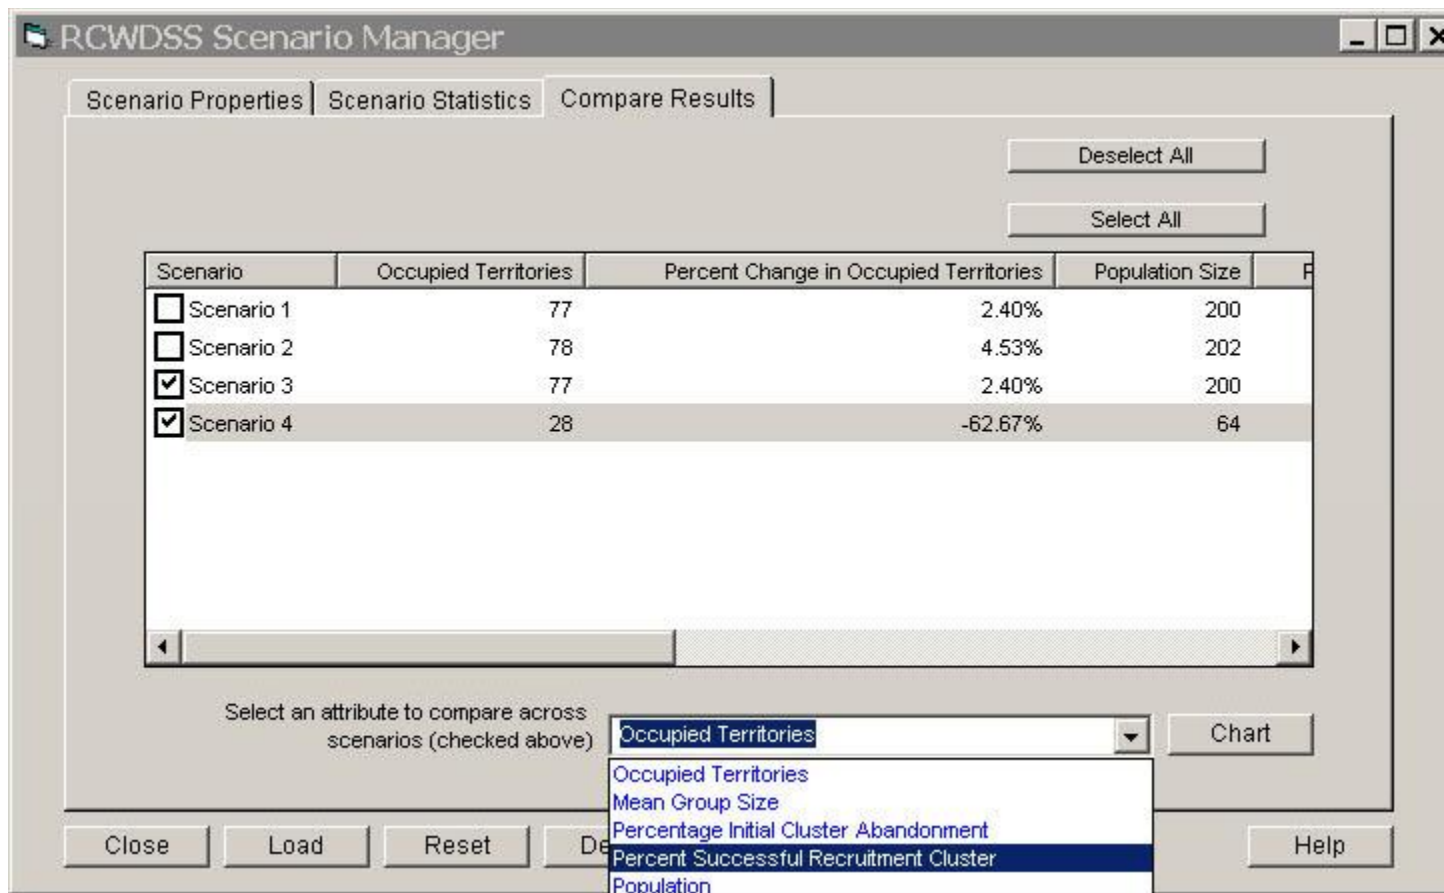 RCWDSS Scenario Manager
Scenario Properties Scenario Statistics Compare Results
Deselect All
Select All
Scenario Occupied Territories Percent Change in Occupied Territories Population Size
Scenario 1 77 2.40% 200
Scenario 2 78 4.53% 202
Scenario 3 77 2.40% 200
Scenario 4 28 -62.67% 64
Select an attribute to compare across
scenarios (checked above) Occupied Territories Chart
Occupied Territories
Mean Group Size
Percentage Initial Cluster Abandonment
Close Load Reset De Help
Percent Successful Recruitment Cluster
Population